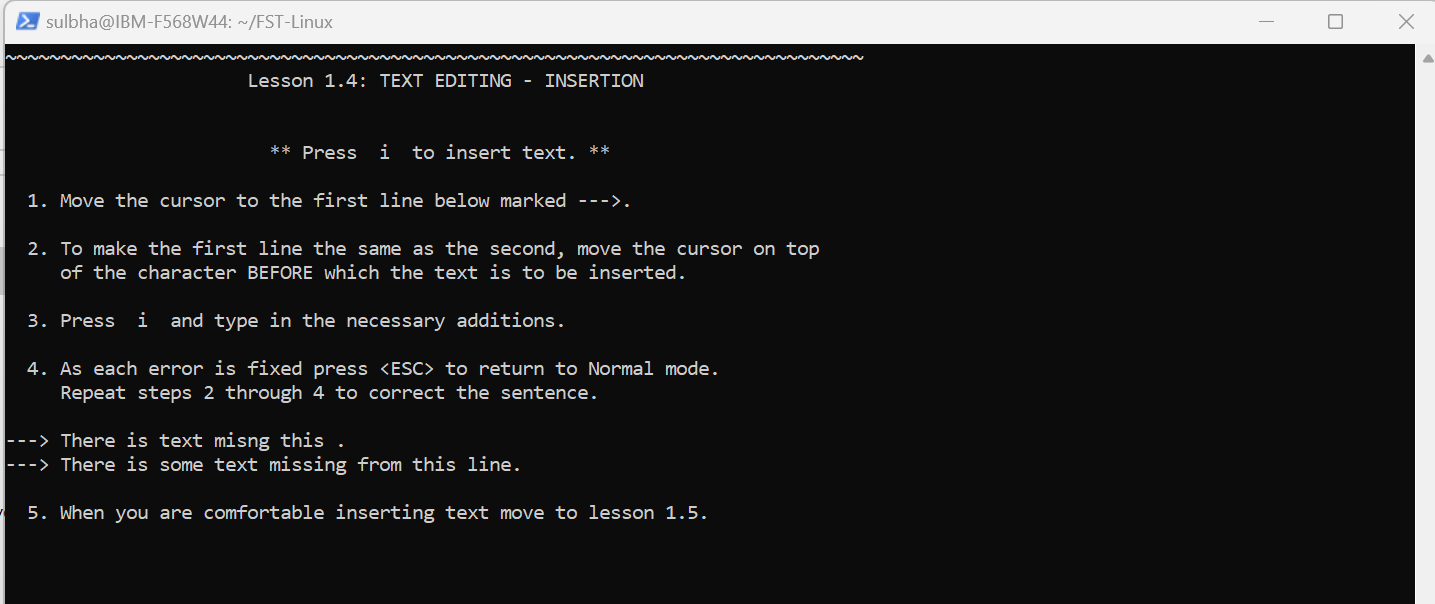 sulbha@IBM-F568W44: ~/FST-Linux
~~~~~~~~~~~~~~~~~~~~~~~~~~~~~~~~~~~~~~~~~~~~~~~~~~~~~~~~~~~~~~~~~~~~~~~~~~~~~~
Lesson 1.4: TEXT EDITING - INSERTION
** Press  i  to insert text. **
1. Move the cursor to the first line below marked --->.
2. To make the first line the same as the second, move the cursor on top
of the character BEFORE which the text is to be inserted.
3. Press  i  and type in the necessary additions.
4. As each error is fixed press <ESC> to return to Normal mode.
Repeat steps 2 through 4 to correct the sentence.
---> There is text misng this .
---> There is some text missing from this line.
5. When you are comfortable inserting text move to lesson 1.5.